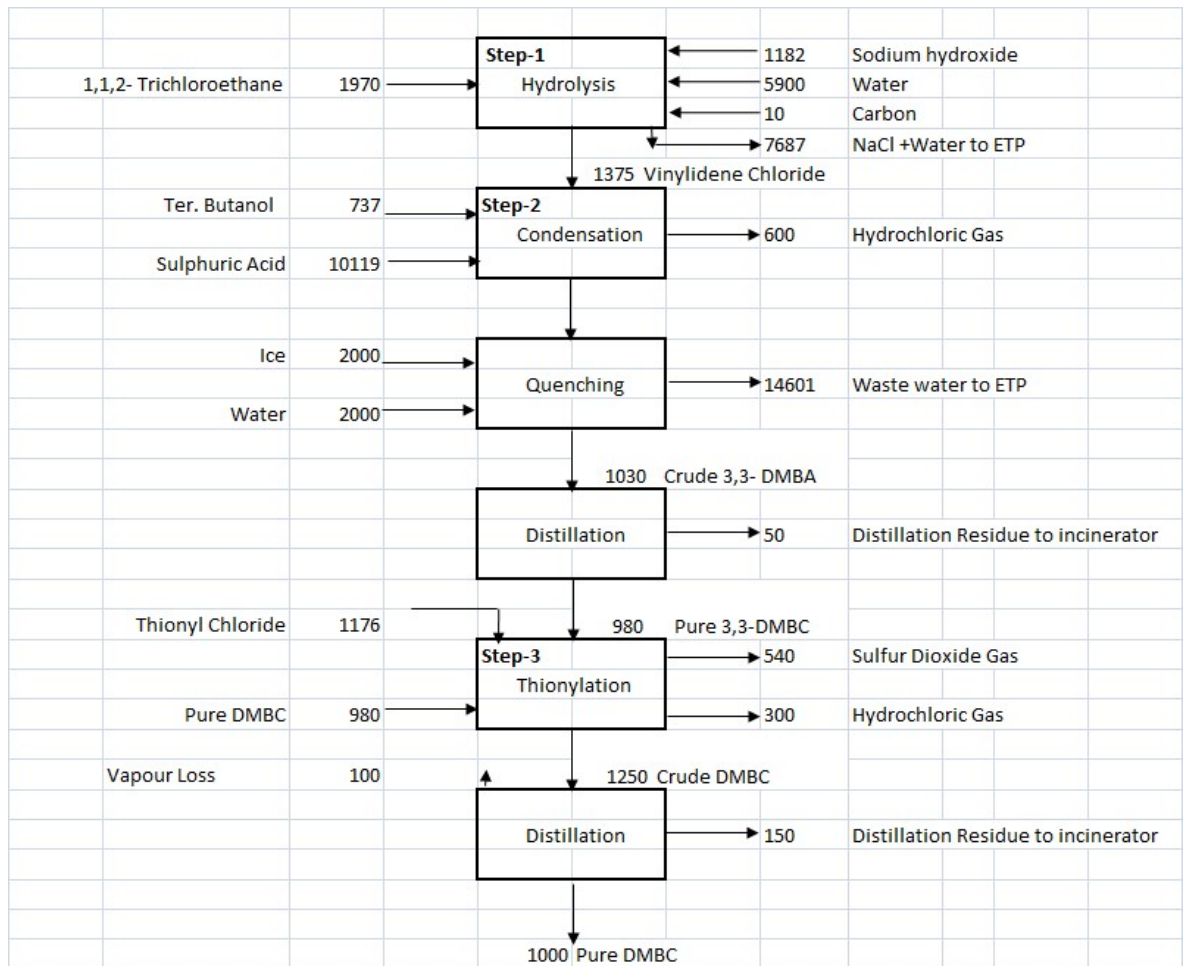 Step-1 1182 Sodium hydroxide
1,1,2- Trichloroethane 1970 Hydrolysis 5900 Water
10 Carbon
7687 NaCl +Water to ETP
1375 Vinylidene Chloride
Ter. Butanol 737 Step-2
Condensation 600 Hydrochloric Gas
Sulphuric Acid 10119
Ice 2000
Quenching 14601 Waste water to ETP
Water 2000
1030 Crude 3,3- DMBA
Distillation 50 Distillation Residue to incinerator
Thionyl Chloride 1176 980 Pure 3,3-DMBC
Step-3 540 Sulfur Dioxide Gas
Thionylation
Pure DMBC 980 300 Hydrochloric Gas
Vapour Loss 100 1250 Crude DMBC
Distillation 150 Distillation Residue to incinerator
1000 Pure DMBC